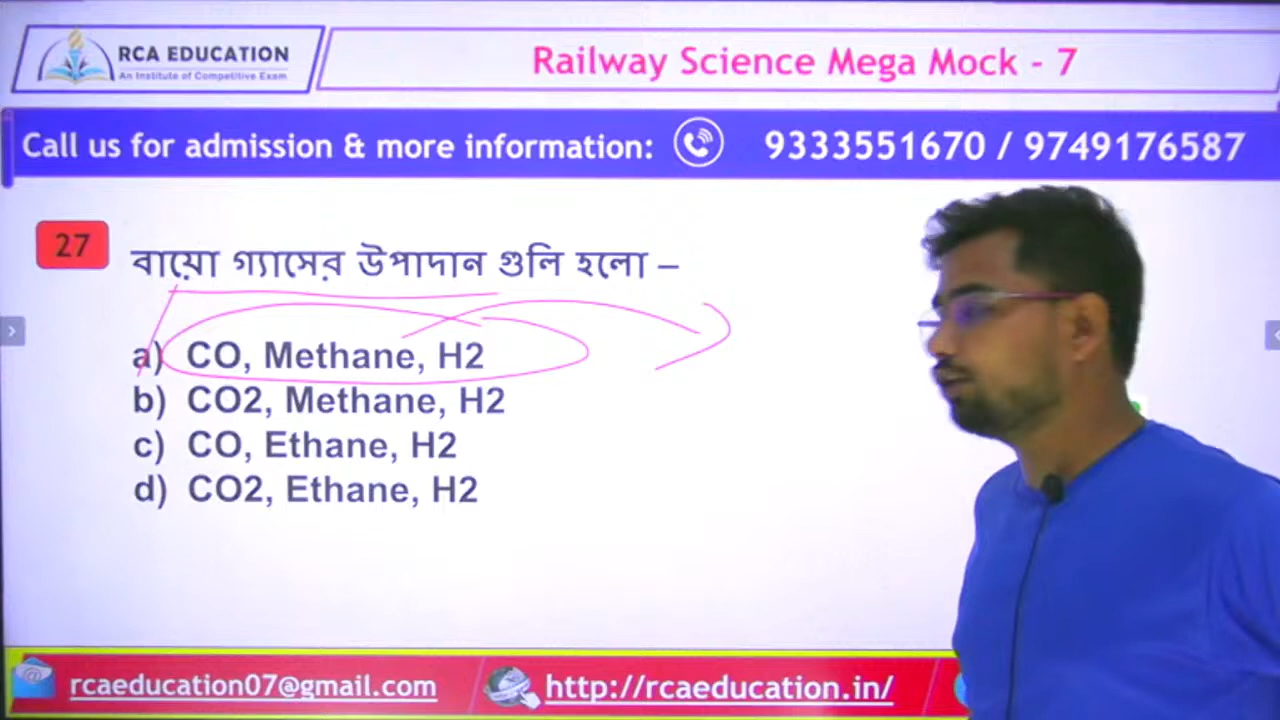 RCA EDUCATION
An Institute of Competitive Exam
Railway Science Mega Mock - 7
Call us for admission & more information: 9333551670 / 9749176587
27
বায়ো গ্যাসের উপাদান গুলি হলো –
a) CO, Methane, H2
b) CO2, Methane, H2
c) CO, Ethane, H2
d) CO2, Ethane, H2
rcaeducation07@gmail.com http://rcaeducation.in/